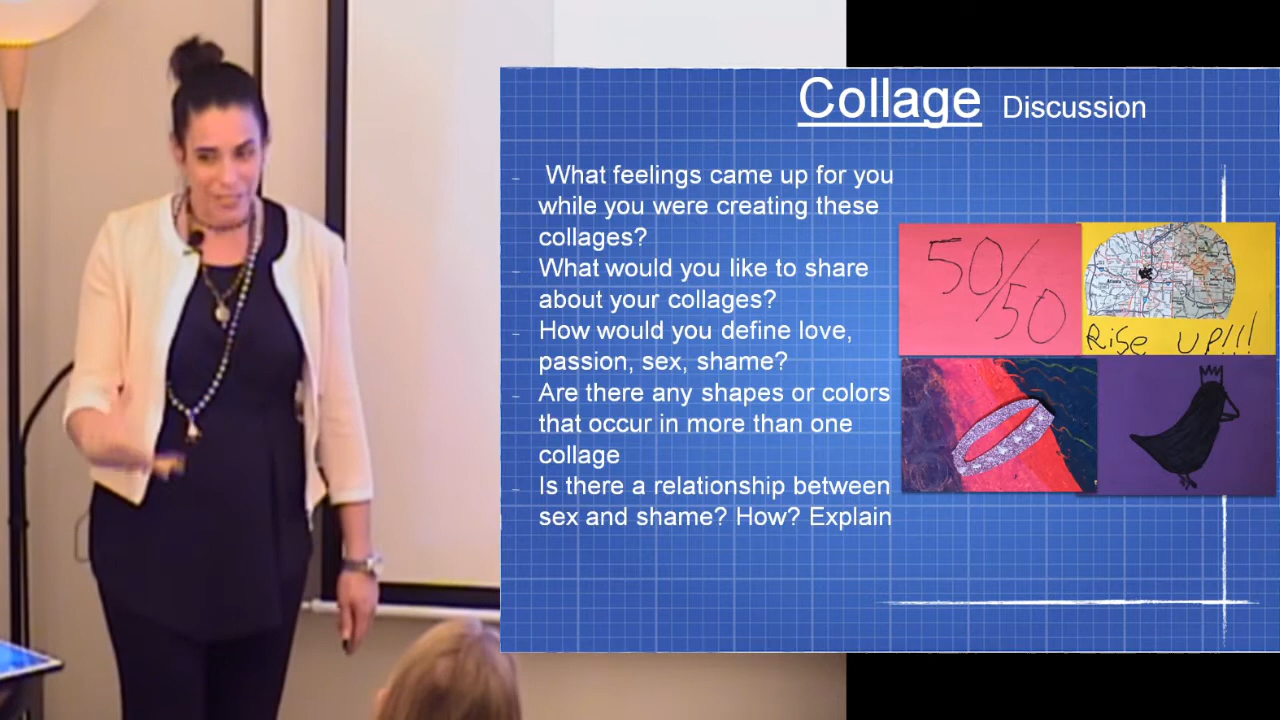 Collage Discussion
- What feelings came up for you
while you were creating these
collages?
- What would you like to share
about your collages?
- How would you define love,
passion, sex, shame?
- Are there any shapes or colors
that occur in more than one
collage
- Is there a relationship between
sex and shame? How? Explain
50/50
Atlanta
RiSe UP!!!